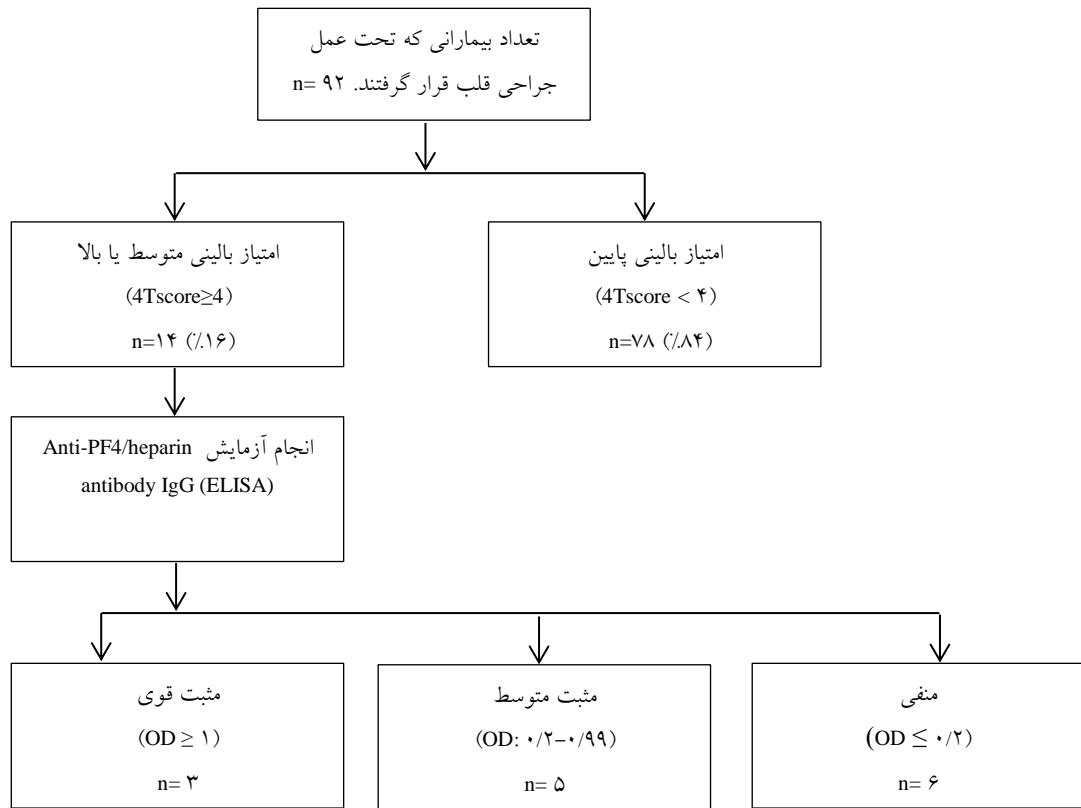 تعداد بیمارانی که تحت عمل
جراحی قلب قرار گرفتند. n= ۹۲
امتیاز بالینی متوسط یا بالا
(4Tscore≥4)
n=۱۴ (٪۱۶)
امتیاز بالینی پایین
(4Tscore < ۴)
n=۷۸ (٪۸۴)
انجام آزمایش Anti-PF4/heparin
antibody IgG (ELISA)
مثبت قوی
(OD ≥ ۱)
n= ۳
مثبت متوسط
(OD: ۰/۲–۰/۹۹)
n= ۵
منفی
(OD ≤ ۰/۲)
n= ۶